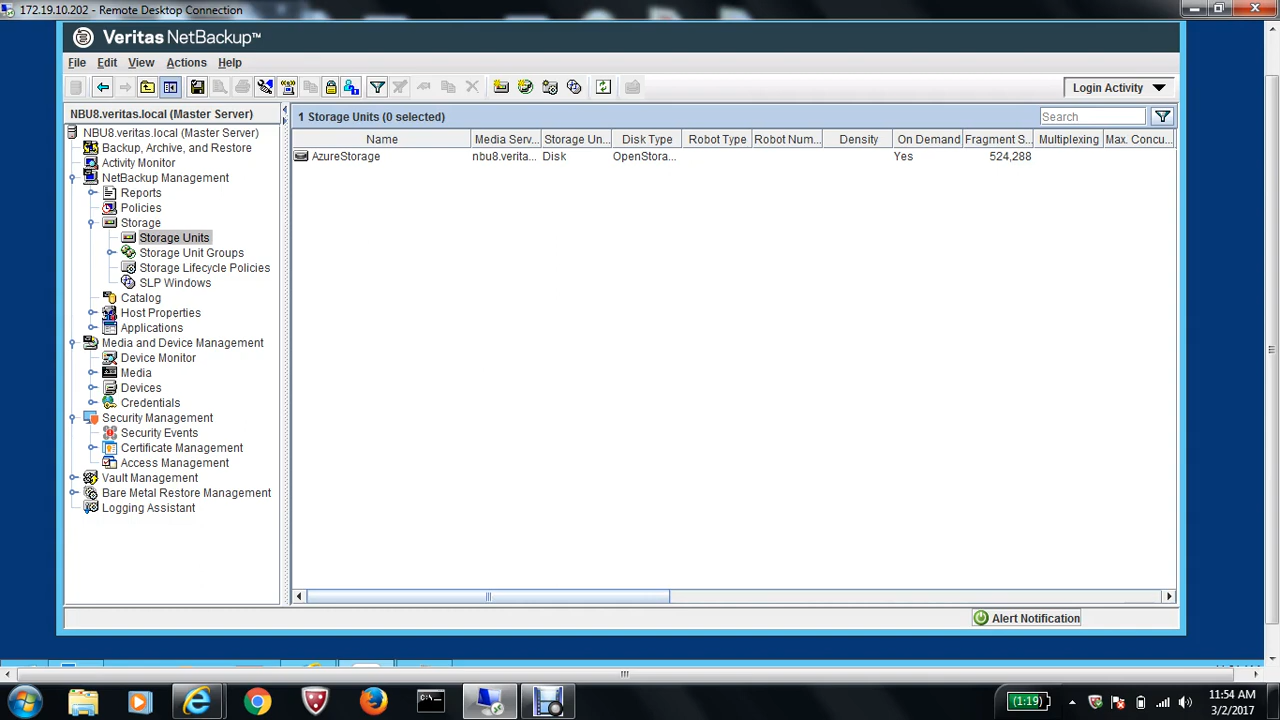 172.19.10.202 - Remote Desktop Connection
Veritas NetBackup™
File Edit View Actions Help
Login Activity
NBU8.veritas.local (Master Server)
NBU8.veritas.local (Master Server)
Backup, Archive, and Restore
Activity Monitor
NetBackup Management
Reports
Policies
Storage
Storage Units
Storage Unit Groups
Storage Lifecycle Policies
SLP Windows
Catalog
Host Properties
Applications
Media and Device Management
Device Monitor
Media
Devices
Credentials
Security Management
Security Events
Certificate Management
Access Management
Vault Management
Bare Metal Restore Management
Logging Assistant
1 Storage Units (0 selected)
Search
Name Media Serv... Storage Un... Disk Type Robot Type Robot Num... Density On Demand Fragment S... Multiplexing Max. Concu...
AzureStorage nbu8.verita... Disk OpenStora... Yes 524,288
Alert Notification
(1:19)
11:54 AM
3/2/2017